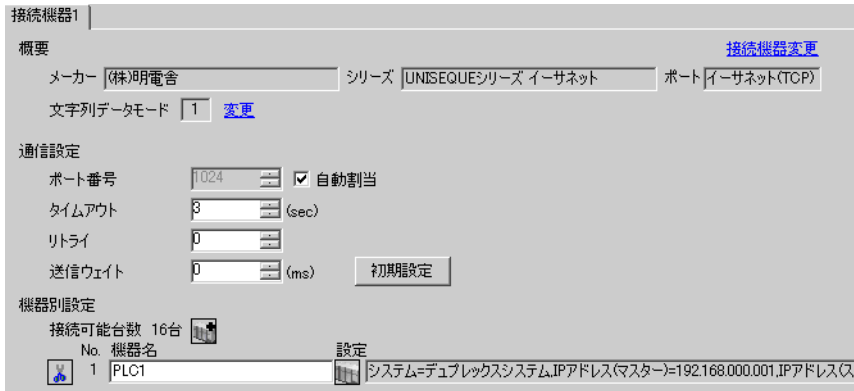 接続機器1
概要
接続機器変更
メーカー (株)明電舎 シリーズ UNISEQUEシリーズ イーサネット ポート イーサネット(TCP)
文字列データモード 1 変更
通信設定
ポート番号 1024 自動割当
タイムアウト 3 (sec)
リトライ 0
送信ウェイト 0 (ms) 初期設定
機器別設定
接続可能台数 16台
No. 機器名 設定
1 PLC1 システム=デュプレックスシステム,IPアドレス(マスター)=192.168.000.001,IPアドレス(ス